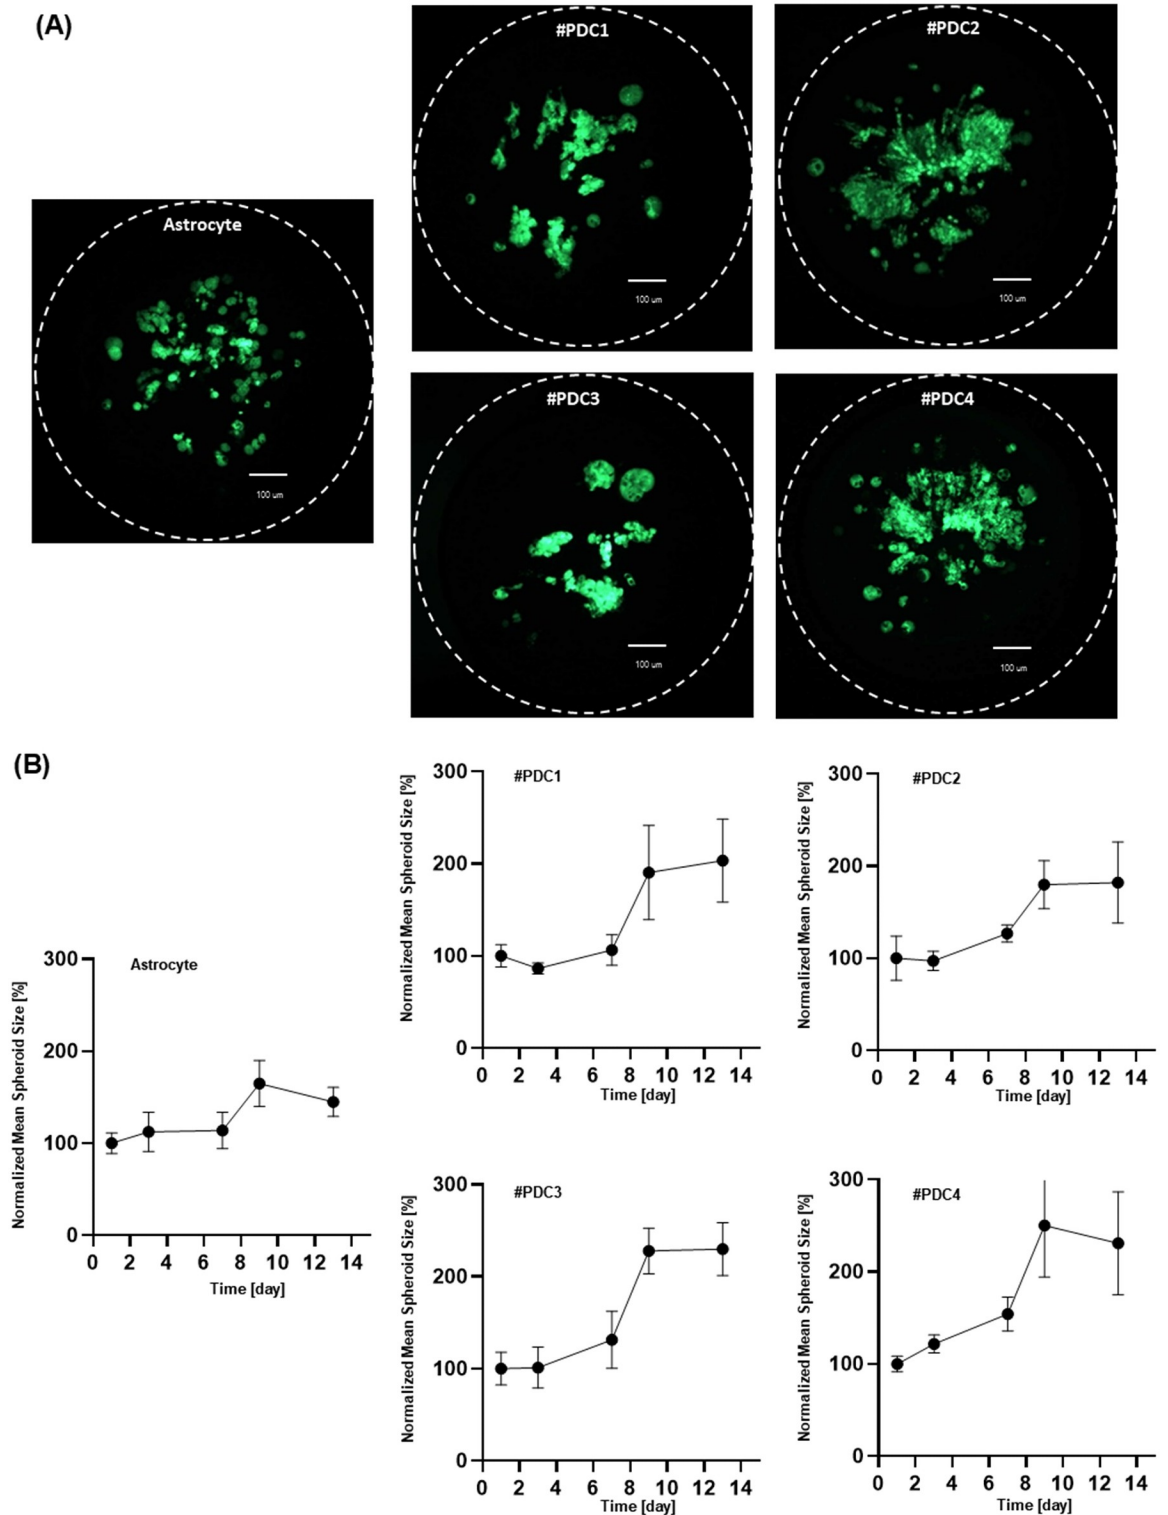 (A)
#PDC1
#PDC2
100 um
100 um
Astrocyte
100 um
#PDC3
#PDC4
100 um
100 um
(B)
Normalized Mean Spheroid Size [%]
300
200
100
0
#PDC1
0 2 4 6 8 10 12 14
Time [day]
Normalized Mean Spheroid Size [%]
300
200
100
0
#PDC2
0 2 4 6 8 10 12 14
Time [day]
Normalized Mean Spheroid Size [%]
300
200
100
0
Astrocyte
0 2 4 6 8 10 12 14
Time [day]
Normalized Mean Spheroid Size [%]
300
200
100
0
#PDC3
0 2 4 6 8 10 12 14
Time [day]
Normalized Mean Spheroid Size [%]
300
200
100
0
#PDC4
0 2 4 6 8 10 12 14
Time [day]